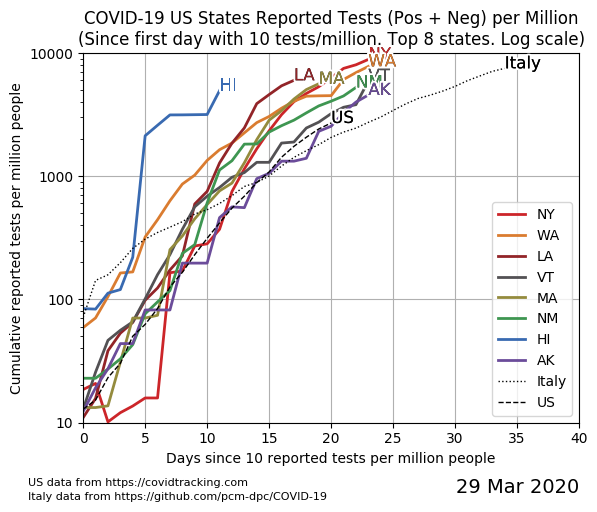 COVID-19 US States Reported Tests (Pos + Neg) per Million
(Since first day with 10 tests/million. Top 8 states. Log scale)
Cumulative reported tests per million people
10000
1000
100
10
HI
LA
MA
NY
WA
VT
NM
AK
US
Italy
NY
WA
LA
VT
MA
NM
HI
AK
Italy
US
0 5 10 15 20 25 30 35 40
Days since 10 reported tests per million people
US data from https://covidtracking.com
Italy data from https://github.com/pcm-dpc/COVID-19
29 Mar 2020